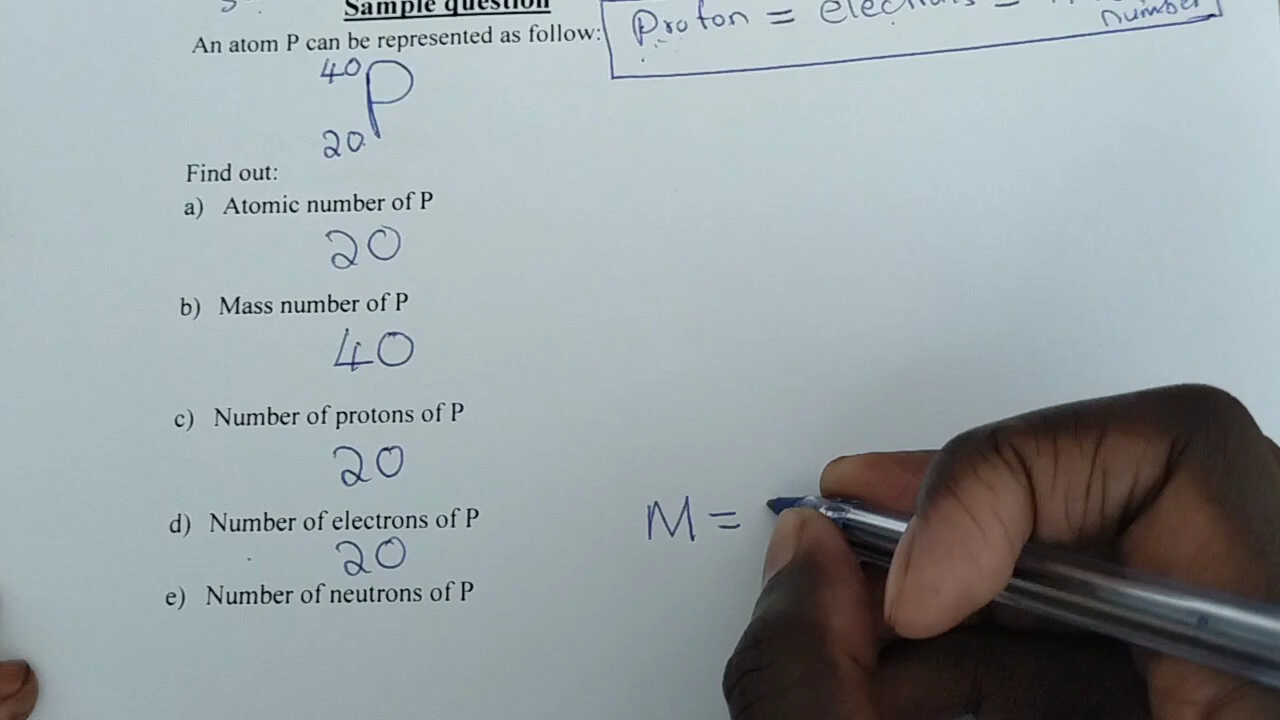 Sample question
An atom P can be represented as follow:
Proton =
number
40
P
20
Find out:
a) Atomic number of P
20
b) Mass number of P
40
c) Number of protons of P
20
d) Number of electrons of P
20
e) Number of neutrons of P
M =